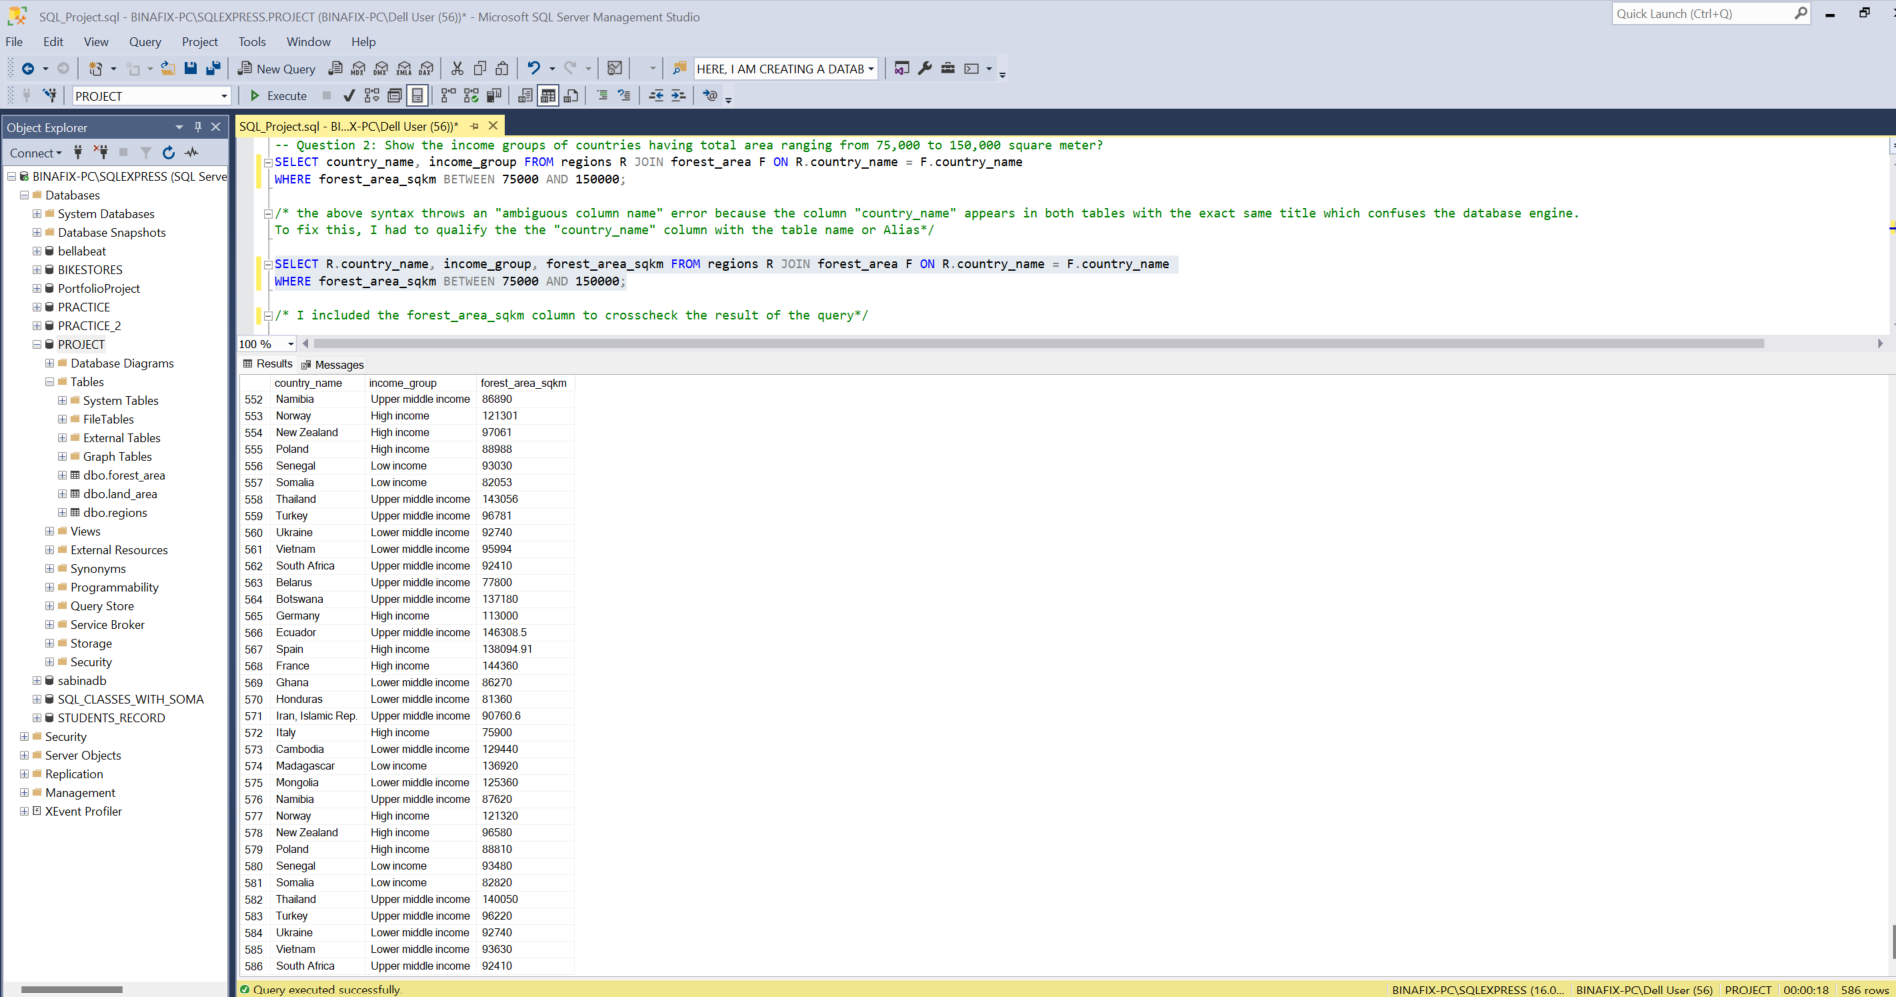 SQL_Project.sql - BINAFIX-PC\SQLEXPRESS.PROJECT (BINAFIX-PC\Dell User (56))* - Microsoft SQL Server Management Studio
Quick Launch (Ctrl+Q)
File Edit View Query Project Tools Window Help
New Query MDX DMX XMLA DAX HERE, I AM CREATING A DATAB
PROJECT Execute
Object Explorer
Connect
BINAFIX-PC\SQLEXPRESS (SQL Serve
Databases
System Databases
Database Snapshots
bellabeat
BIKESTORES
PortfolioProject
PRACTICE
PRACTICE_2
PROJECT
Database Diagrams
Tables
System Tables
FileTables
External Tables
Graph Tables
dbo.forest_area
dbo.land_area
dbo.regions
Views
External Resources
Synonyms
Programmability
Query Store
Service Broker
Storage
Security
sabinadb
SQL_CLASSES_WITH_SOMA
STUDENTS_RECORD
Security
Server Objects
Replication
Management
XEvent Profiler
SQL_Project.sql - BI...X-PC\Dell User (56))*
-- Question 2: Show the income groups of countries having total area ranging from 75,000 to 150,000 square meter?
SELECT country_name, income_group FROM regions R JOIN forest_area F ON R.country_name = F.country_name
WHERE forest_area_sqkm BETWEEN 75000 AND 150000;
/* the above syntax throws an "ambiguous column name" error because the column "country_name" appears in both tables with the exact same title which confuses the database engine.
To fix this, I had to qualify the the "country_name" column with the table name or Alias*/
SELECT R.country_name, income_group, forest_area_sqkm FROM regions R JOIN forest_area F ON R.country_name = F.country_name
WHERE forest_area_sqkm BETWEEN 75000 AND 150000;
/* I included the forest_area_sqkm column to crosscheck the result of the query*/
100 %
Results Messages
country_name income_group forest_area_sqkm
552 Namibia Upper middle income 86890
553 Norway High income 121301
554 New Zealand High income 97061
555 Poland High income 88988
556 Senegal Low income 93030
557 Somalia Low income 82053
558 Thailand Upper middle income 143056
559 Turkey Upper middle income 96781
560 Ukraine Lower middle income 92740
561 Vietnam Lower middle income 95994
562 South Africa Upper middle income 92410
563 Belarus Upper middle income 77800
564 Botswana Upper middle income 137180
565 Germany High income 113000
566 Ecuador Upper middle income 146308.5
567 Spain High income 138094.91
568 France High income 144360
569 Ghana Lower middle income 86270
570 Honduras Lower middle income 81360
571 Iran, Islamic Rep. Upper middle income 90760.6
572 Italy High income 75900
573 Cambodia Lower middle income 129440
574 Madagascar Low income 136920
575 Mongolia Lower middle income 125360
576 Namibia Upper middle income 87620
577 Norway High income 121320
578 New Zealand High income 96580
579 Poland High income 88810
580 Senegal Low income 93480
581 Somalia Low income 82820
582 Thailand Upper middle income 140050
583 Turkey Upper middle income 96220
584 Ukraine Lower middle income 92740
585 Vietnam Lower middle income 93630
586 South Africa Upper middle income 92410
Query executed successfully. BINAFIX-PC\SQLEXPRESS (16.0... BINAFIX-PC\Dell User (56) PROJECT 00:00:18 586 rows